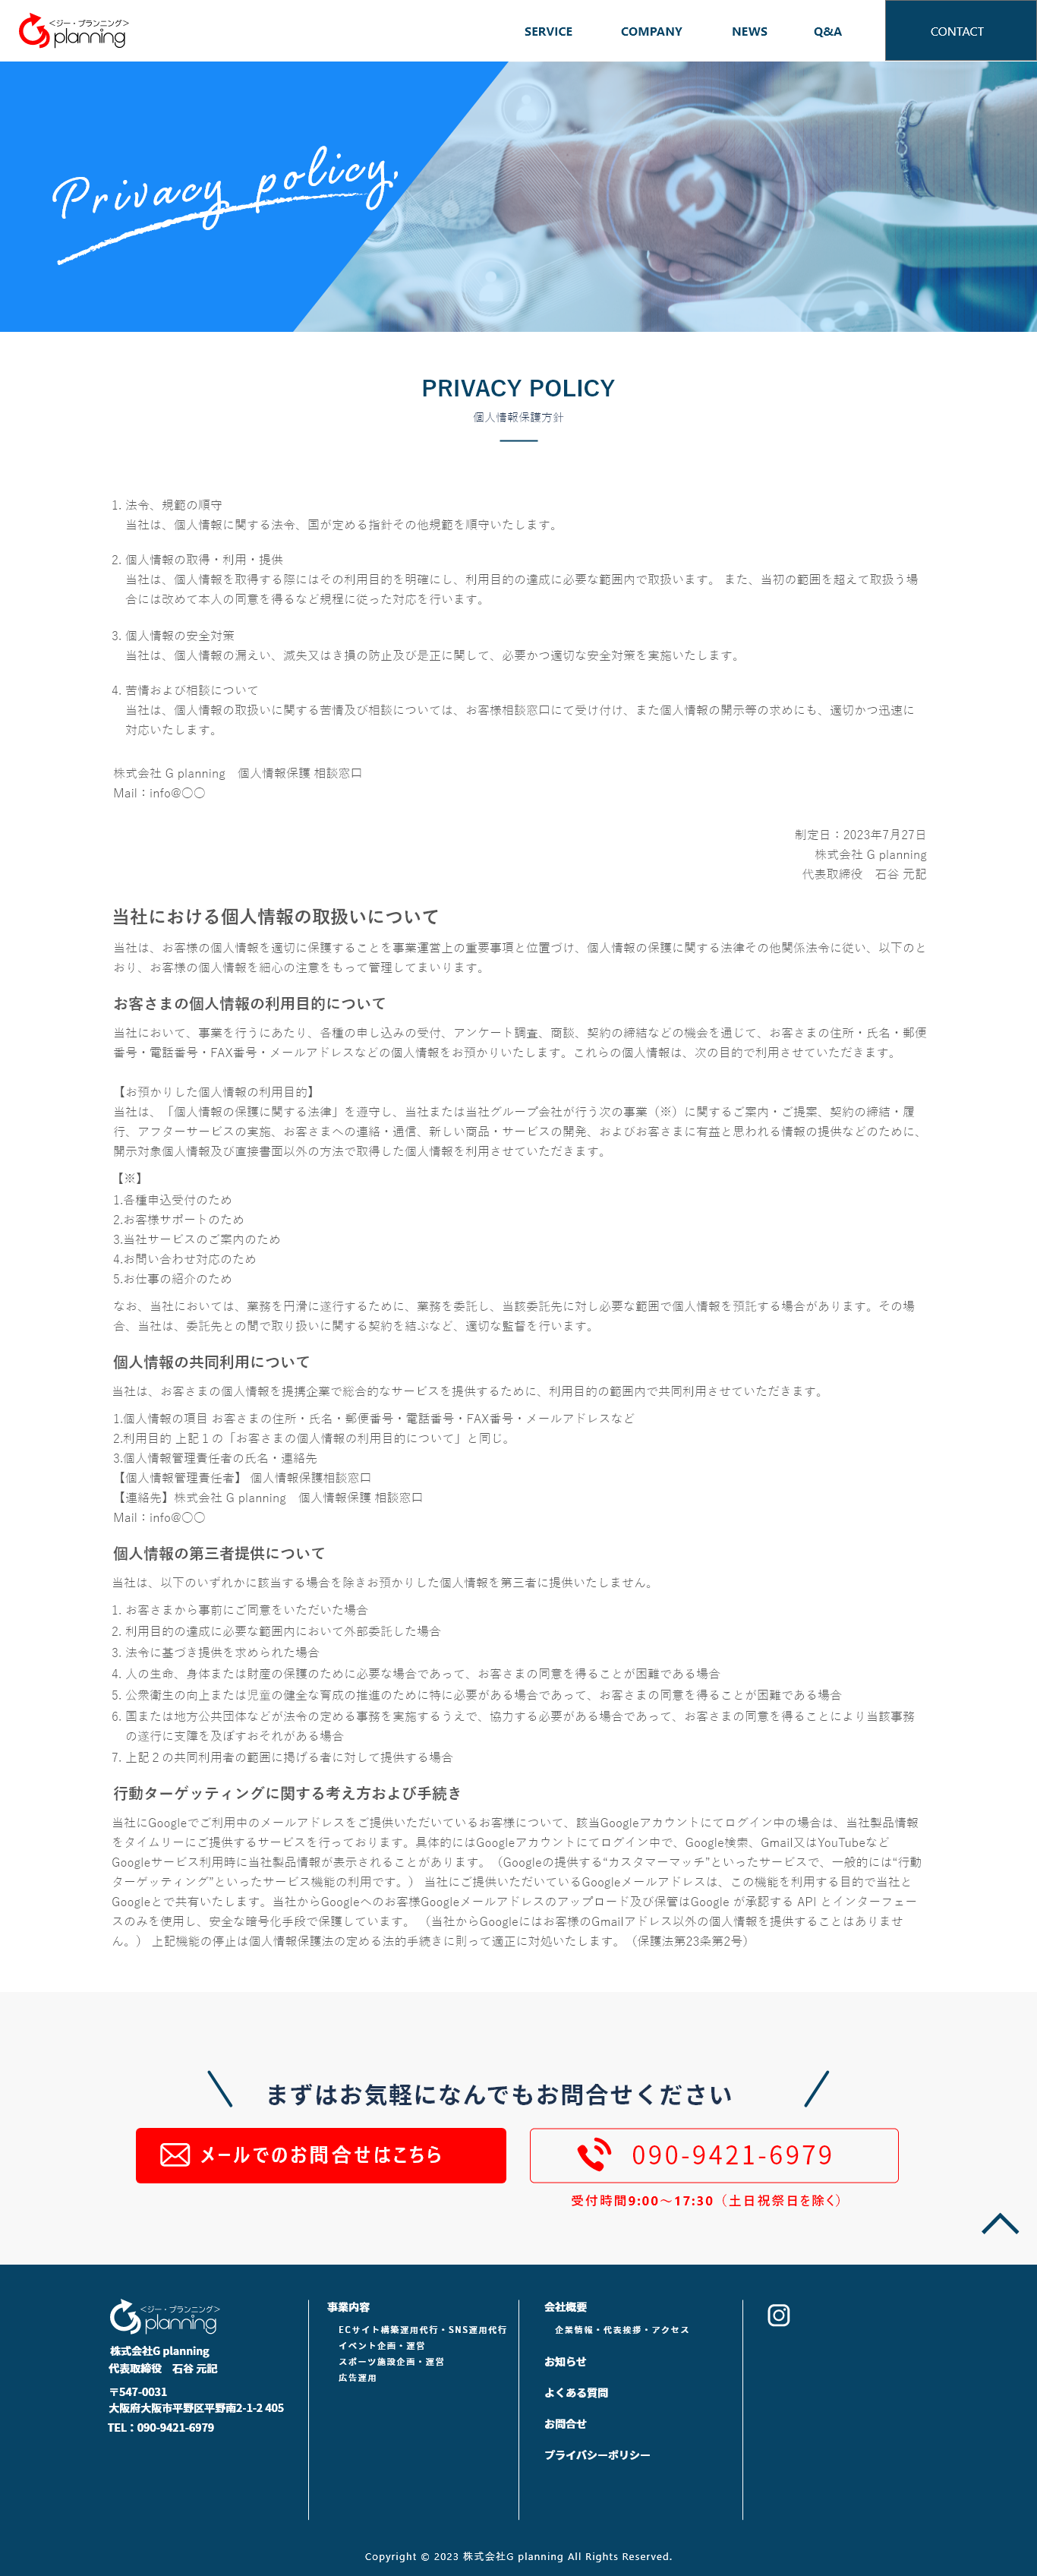 <ジー・プランニング>
planning
SERVICE
COMPANY
NEWS
Q&A
CONTACT
Privacy policy.
PRIVACY POLICY
個人情報保護方針
1. 法令、規範の順守
当社は、個人情報に関する法令、国が定める指針その他規範を順守いたします。
2. 個人情報の取得・利用・提供
当社は、個人情報を取得する際にはその利用目的を明確にし、利用目的の達成に必要な範囲内で取扱います。 また、当初の範囲を超えて取扱う場
合には改めて本人の同意を得るなど規程に従った対応を行います。
3. 個人情報の安全対策
当社は、個人情報の漏えい、滅失又はき損の防止及び是正に関して、必要かつ適切な安全対策を実施いたします。
4. 苦情および相談について
当社は、個人情報の取扱いに関する苦情及び相談については、お客様相談窓口にて受け付け、また個人情報の開示等の求めにも、適切かつ迅速に
対応いたします。
株式会社 G planning　個人情報保護 相談窓口
Mail：info@〇〇
制定日：2023年7月27日
株式会社 G planning
代表取締役　石谷 元記
当社における個人情報の取扱いについて
当社は、お客様の個人情報を適切に保護することを事業運営上の重要事項と位置づけ、個人情報の保護に関する法律その他関係法令に従い、以下のと
おり、お客様の個人情報を細心の注意をもって管理してまいります。
お客さまの個人情報の利用目的について
当社において、事業を行うにあたり、各種の申し込みの受付、アンケート調査、商談、契約の締結などの機会を通じて、お客さまの住所・氏名・郵便
番号・電話番号・FAX番号・メールアドレスなどの個人情報をお預かりいたします。これらの個人情報は、次の目的で利用させていただきます。
【お預かりした個人情報の利用目的】
当社は、「個人情報の保護に関する法律」を遵守し、当社または当社グループ会社が行う次の事業（※）に関するご案内・ご提案、契約の締結・履
行、アフターサービスの実施、お客さまへの連絡・通信、新しい商品・サービスの開発、およびお客さまに有益と思われる情報の提供などのために、
開示対象個人情報及び直接書面以外の方法で取得した個人情報を利用させていただきます。
【※】
1.各種申込受付のため
2.お客様サポートのため
3.当社サービスのご案内のため
4.お問い合わせ対応のため
5.お仕事の紹介のため
なお、当社においては、業務を円滑に遂行するために、業務を委託し、当該委託先に対し必要な範囲で個人情報を預託する場合があります。その場
合、当社は、委託先との間で取り扱いに関する契約を結ぶなど、適切な監督を行います。
個人情報の共同利用について
当社は、お客さまの個人情報を提携企業で総合的なサービスを提供するために、利用目的の範囲内で共同利用させていただきます。
1.個人情報の項目 お客さまの住所・氏名・郵便番号・電話番号・FAX番号・メールアドレスなど
2.利用目的 上記１の「お客さまの個人情報の利用目的について」と同じ。
3.個人情報管理責任者の氏名・連絡先
【個人情報管理責任者】 個人情報保護相談窓口
【連絡先】株式会社 G planning　個人情報保護 相談窓口
Mail：info@〇〇
個人情報の第三者提供について
当社は、以下のいずれかに該当する場合を除きお預かりした個人情報を第三者に提供いたしません。
1. お客さまから事前にご同意をいただいた場合
2. 利用目的の達成に必要な範囲内において外部委託した場合
3. 法令に基づき提供を求められた場合
4. 人の生命、身体または財産の保護のために必要な場合であって、お客さまの同意を得ることが困難である場合
5. 公衆衛生の向上または児童の健全な育成の推進のために特に必要がある場合であって、お客さまの同意を得ることが困難である場合
6. 国または地方公共団体などが法令の定める事務を実施するうえで、協力する必要がある場合であって、お客さまの同意を得ることにより当該事務
の遂行に支障を及ぼすおそれがある場合
7. 上記２の共同利用者の範囲に掲げる者に対して提供する場合
行動ターゲッティングに関する考え方および手続き
当社にGoogleでご利用中のメールアドレスをご提供いただいているお客様について、該当Googleアカウントにてログイン中の場合は、当社製品情報
をタイムリーにご提供するサービスを行っております。具体的にはGoogleアカウントにてログイン中で、Google検索、Gmail又はYouTubeなど
Googleサービス利用時に当社製品情報が表示されることがあります。（Googleの提供する“カスタマーマッチ”といったサービスで、一般的には“行動
ターゲッティング”といったサービス機能の利用です。） 当社にご提供いただいているGoogleメールアドレスは、この機能を利用する目的で当社と
Googleとで共有いたします。当社からGoogleへのお客様Googleメールアドレスのアップロード及び保管はGoogle が承認する API とインターフェー
スのみを使用し、安全な暗号化手段で保護しています。 （当社からGoogleにはお客様のGmailアドレス以外の個人情報を提供することはありませ
ん。） 上記機能の停止は個人情報保護法の定める法的手続きに則って適正に対処いたします。（保護法第23条第2号）
まずはお気軽になんでもお問合せください
メールでのお問合せはこちら
090-9421-6979
受付時間9:00〜17:30（土日祝祭日を除く）
<ジー・プランニング>
planning
株式会社G planning
代表取締役　石谷 元記
〒547-0031
大阪府大阪市平野区平野南2-1-2 405
TEL：090-9421-6979
事業内容
ECサイト構築運用代行・SNS運用代行
イベント企画・運営
スポーツ施設企画・運営
広告運用
会社概要
企業情報・代表挨拶・アクセス
お知らせ
よくある質問
お問合せ
プライバシーポリシー
Copyright © 2023 株式会社G planning All Rights Reserved.